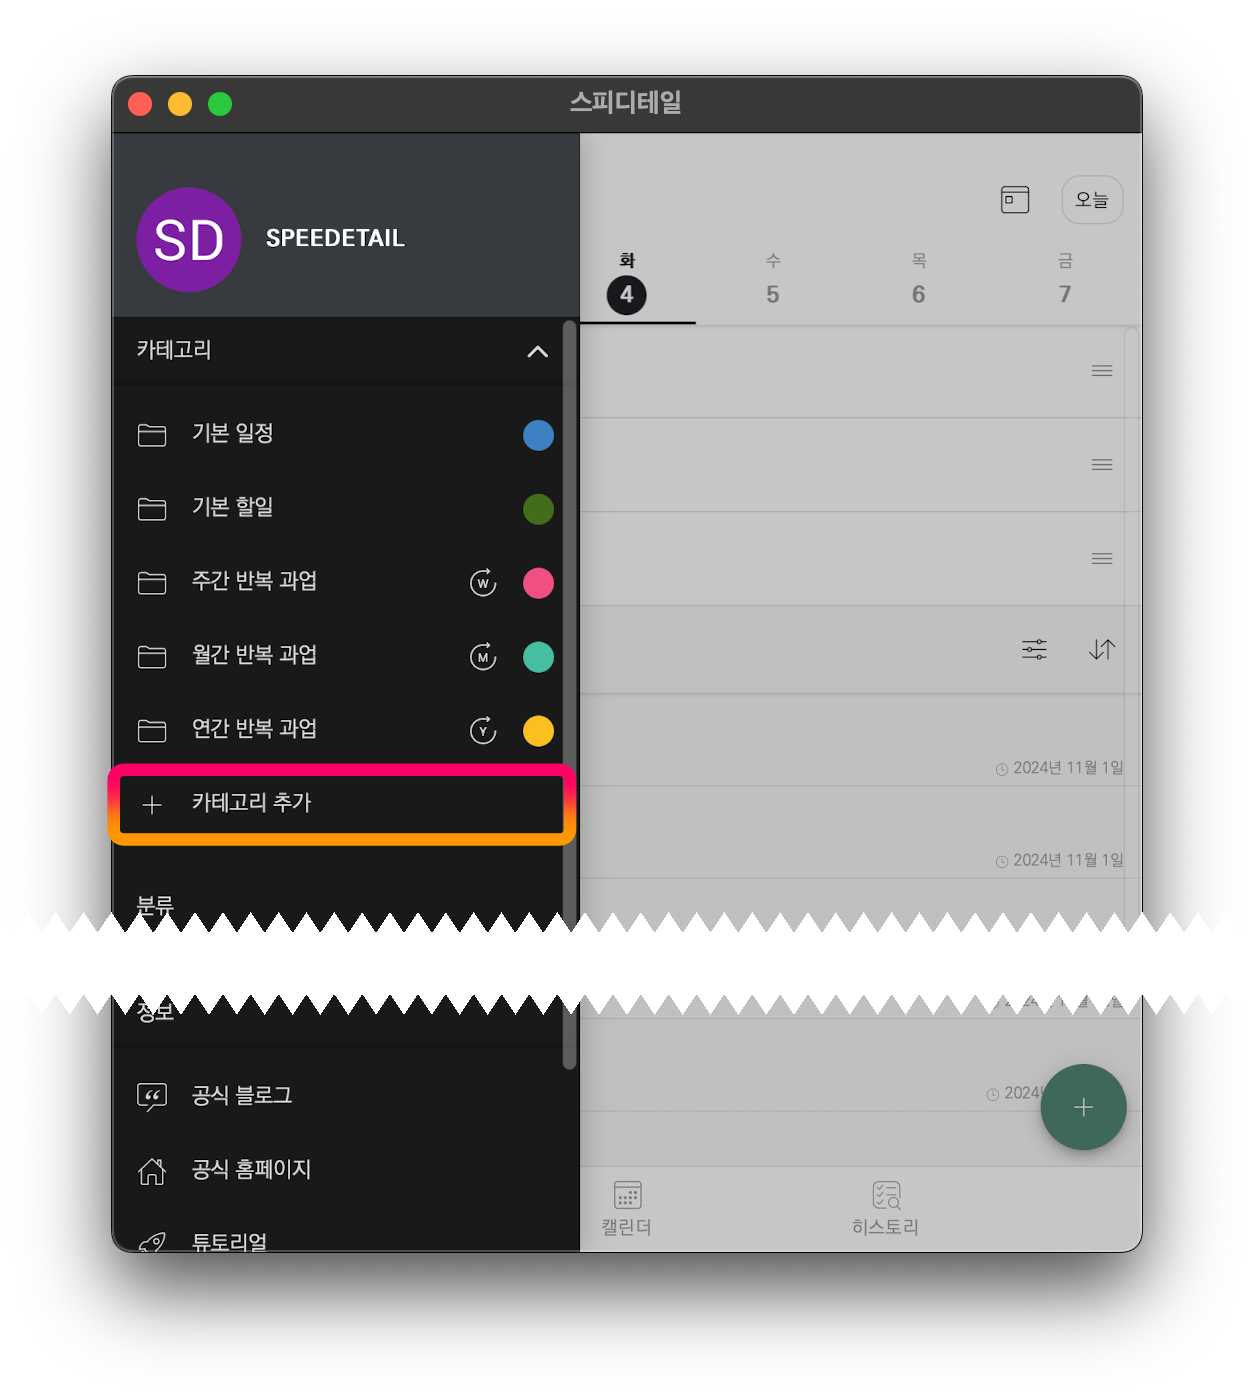 스피디테일
SD
SPEEDETAIL
카테고리
기본 일정
기본 할일
주간 반복 과업
W
월간 반복 과업
M
연간 반복 과업
Y
카테고리 추가
분류
정보
공식 블로그
공식 홈페이지
튜토리얼
오늘
화 수 목 금
4 5 6 7
2024년 11월 1일
2024년 11월 1일
2024
캘린더
히스토리